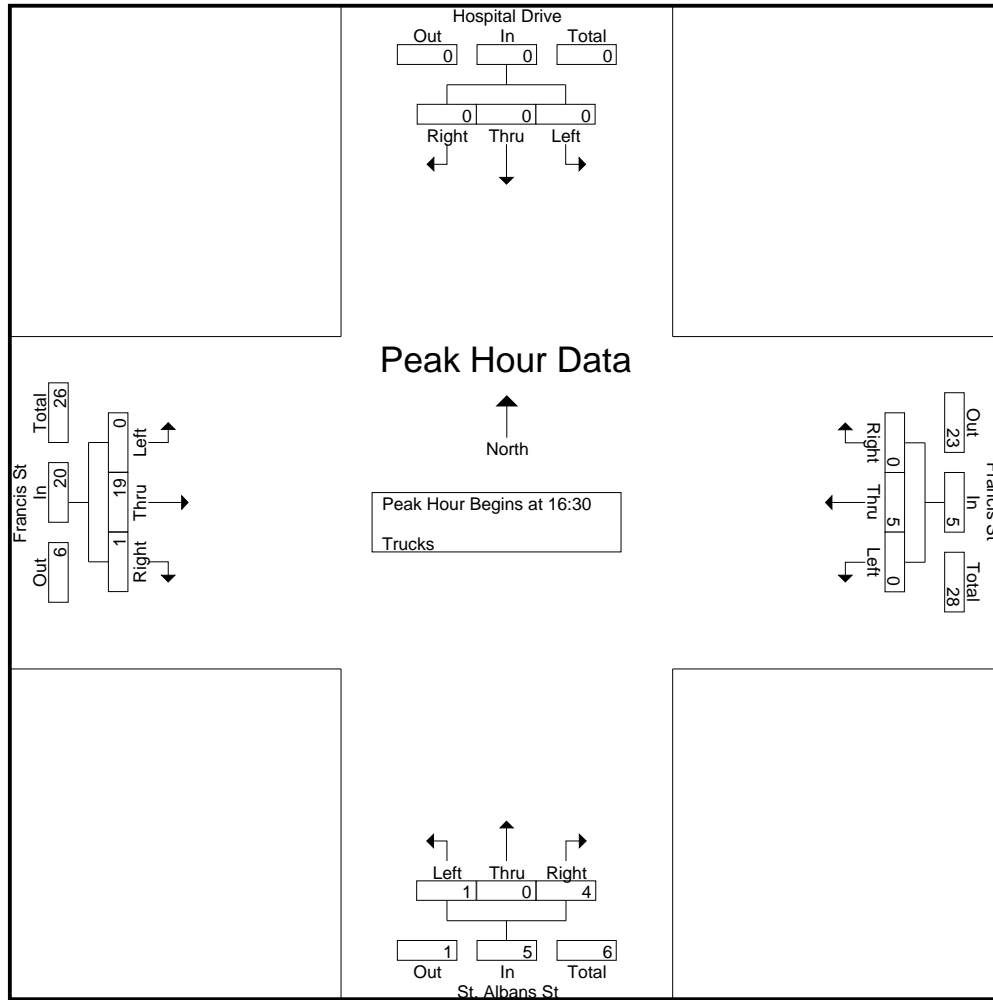 Hospital Drive
Out In Total
0 0 0
0 0 0
Right Thru Left
Peak Hour Data
North
Peak Hour Begins at 16:30
Trucks
Francis St
Total In Out
26 20 6
0 19 1
Left Thru Right
Francis St
Out In Total
23 5 28
0 5 0
Right Thru Left
Left Thru Right
1 0 4
1 5 6
Out In Total
St. Albans St